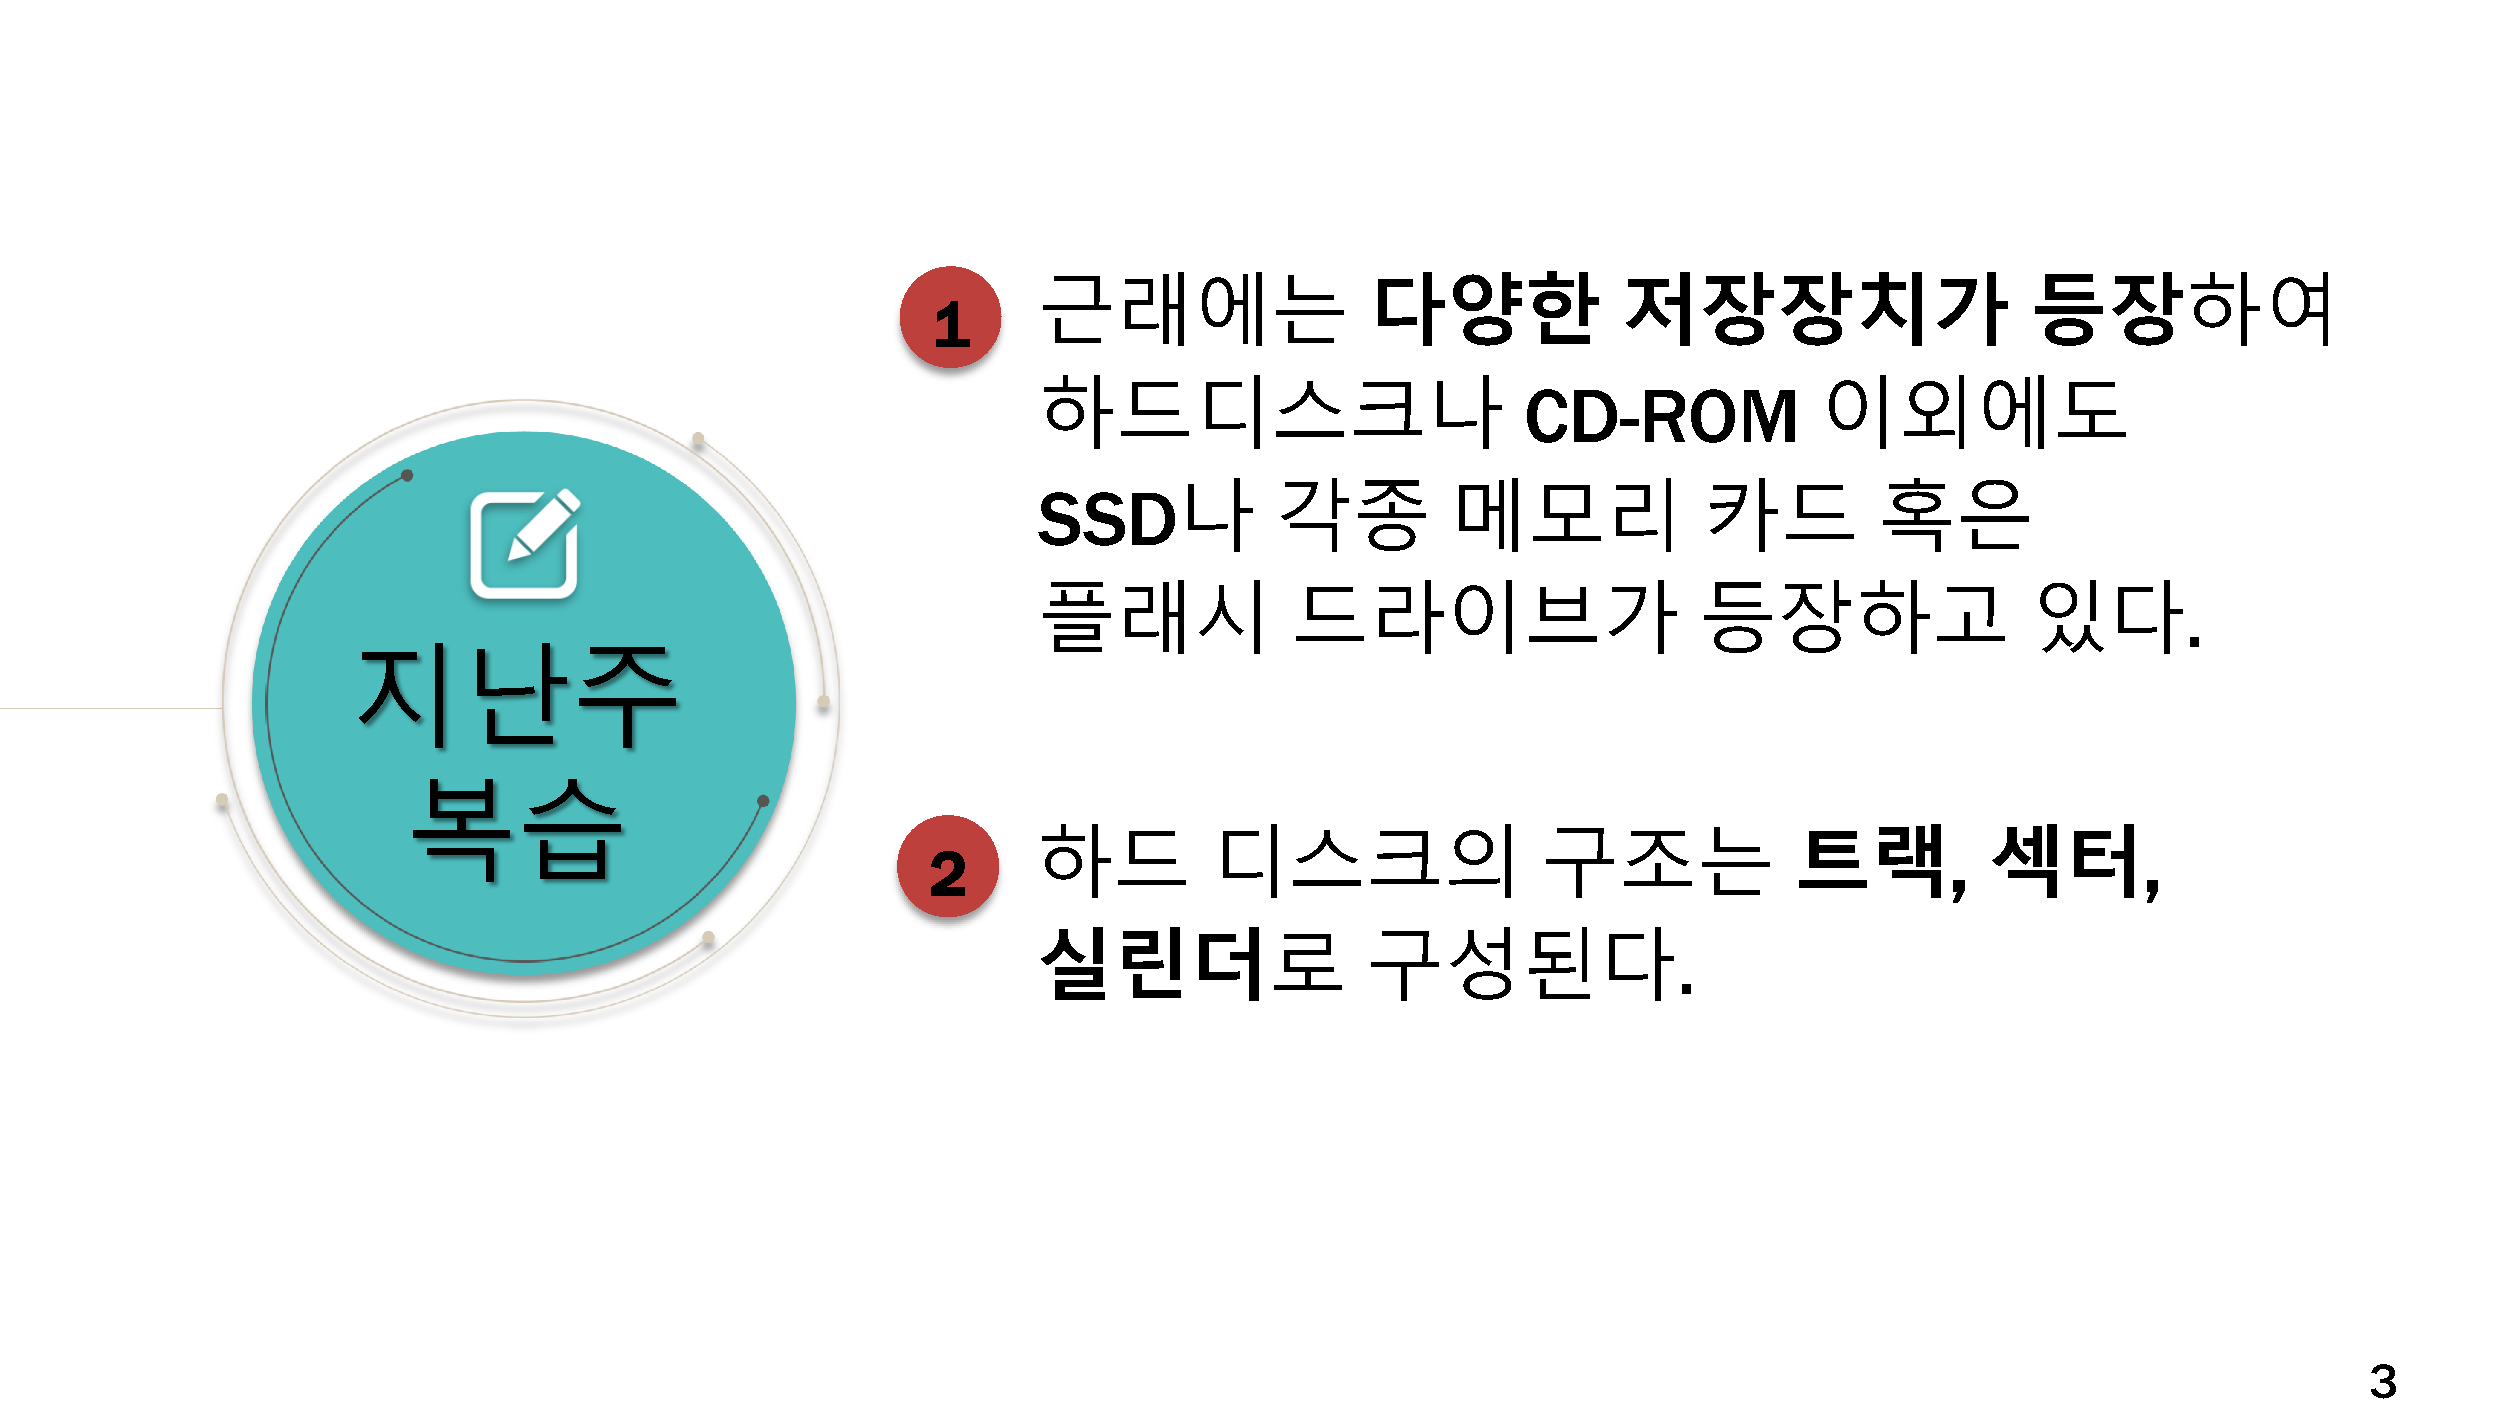 지난주
복습
1
근래에는 다양한 저장장치가 등장하여
하드디스크나 CD-ROM 이외에도
SSD나 각종 메모리 카드 혹은
플래시 드라이브가 등장하고 있다.
2
하드 디스크의 구조는 트랙, 섹터,
실린더로 구성된다.
3